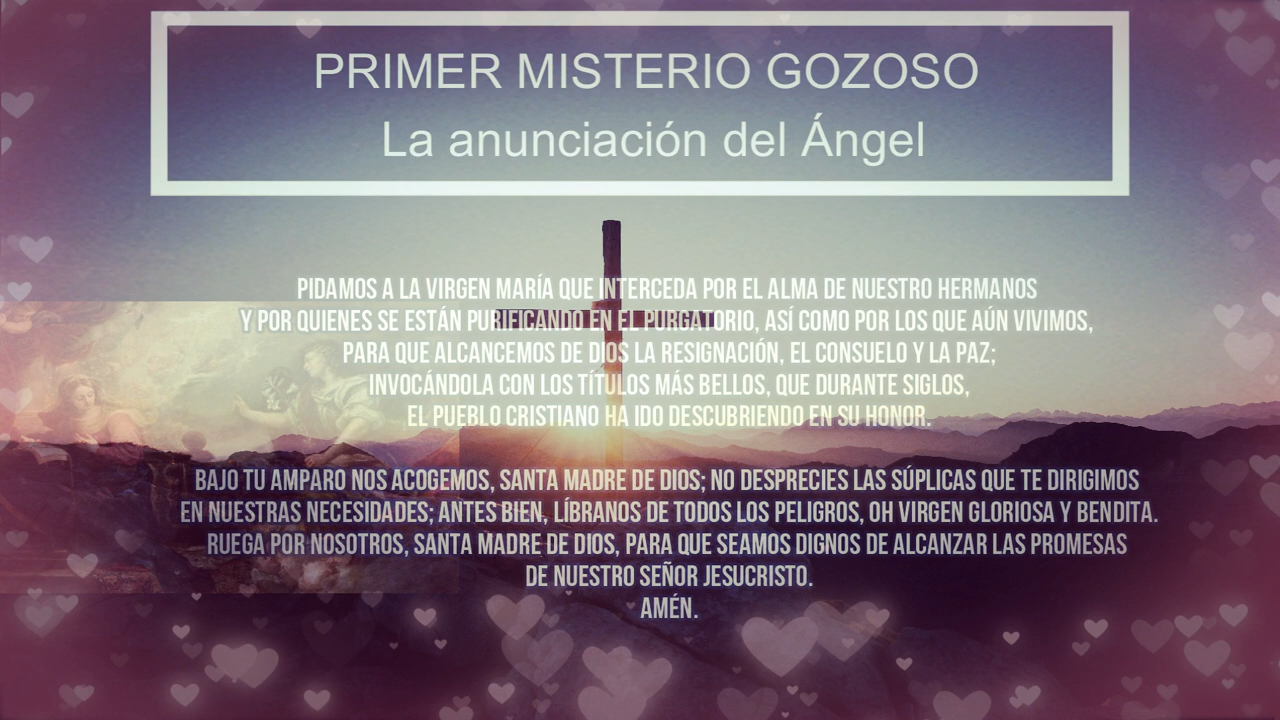 PRIMER MISTERIO GOZOSO
La anunciación del Ángel
PIDAMOS A LA VIRGEN MARÍA QUE INTERCEDA POR EL ALMA DE NUESTRO HERMANOS
Y POR QUIENES SE ESTÁN PURIFICANDO EN EL PURGATORIO, ASÍ COMO POR LOS QUE AÚN VIVIMOS,
PARA QUE ALCANCEMOS DE DIOS LA RESIGNACIÓN, EL CONSUELO Y LA PAZ;
INVOCÁNDOLA CON LOS TÍTULOS MÁS BELLOS, QUE DURANTE SIGLOS,
EL PUEBLO CRISTIANO HA IDO DESCUBRIENDO EN SU HONOR.
BAJO TU AMPARO NOS ACOGEMOS, SANTA MADRE DE DIOS; NO DESPRECIES LAS SÚPLICAS QUE TE DIRIGIMOS
EN NUESTRAS NECESIDADES; ANTES BIEN, LÍBRANOS DE TODOS LOS PELIGROS, OH VIRGEN GLORIOSA Y BENDITA.
RUEGA POR NOSOTROS, SANTA MADRE DE DIOS, PARA QUE SEAMOS DIGNOS DE ALCANZAR LAS PROMESAS
DE NUESTRO SEÑOR JESUCRISTO.
AMÉN.